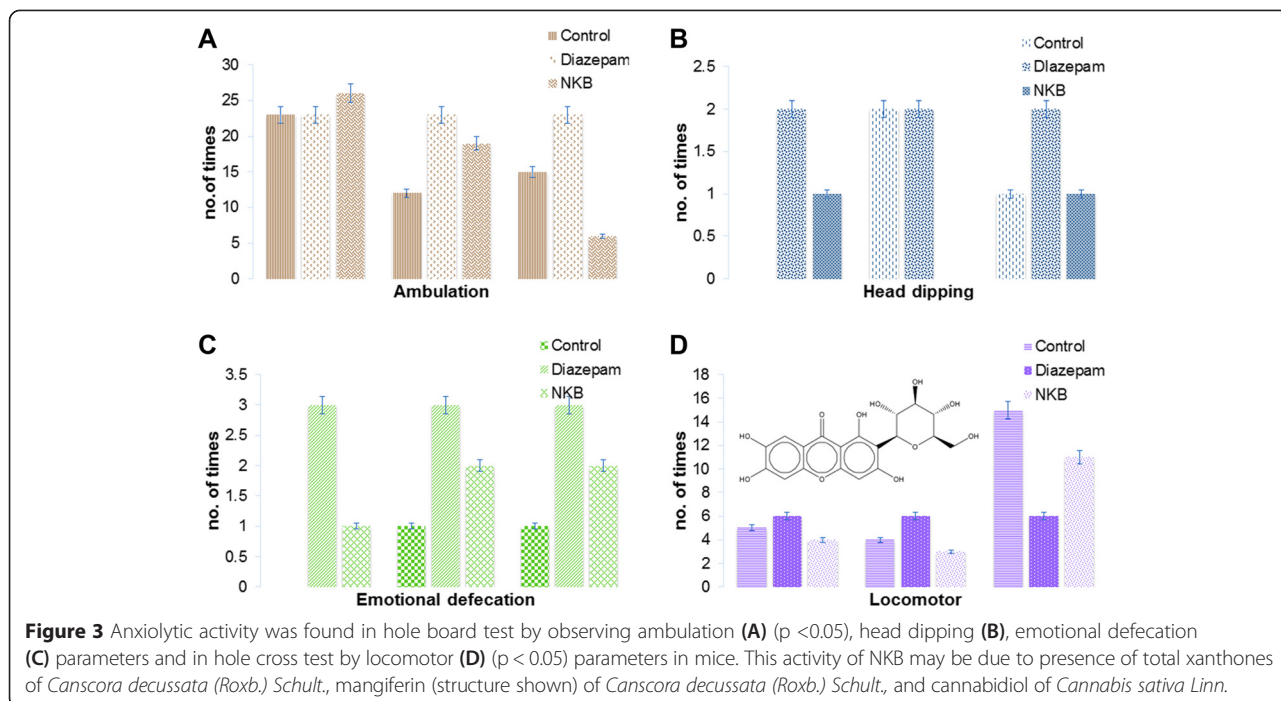 A
Control
Diazepam
NKB
30
25
20
15
10
5
0
no.of times
Ambulation
B
Control
DIazepam
NKB
2.5
2
1.5
1
0.5
0
no. of times
Head dipping
C
Control
Diazepam
NKB
3.5
3
2.5
2
1.5
1
0.5
0
no. of times
Emotional defecation
D
Control
Diazepam
NKB
18
16
14
12
10
8
6
4
2
0
no. of times
OH
HO
OH
O
OH
HO
O
OH
HO
O
OH
Locomotor
Figure 3 Anxiolytic activity was found in hole board test by observing ambulation (A) (p <0.05), head dipping (B), emotional defecation
(C) parameters and in hole cross test by locomotor (D) (p < 0.05) parameters in mice. This activity of NKB may be due to presence of total xanthones
of Canscora decussata (Roxb.) Schult., mangiferin (structure shown) of Canscora decussata (Roxb.) Schult., and cannabidiol of Cannabis sativa Linn.